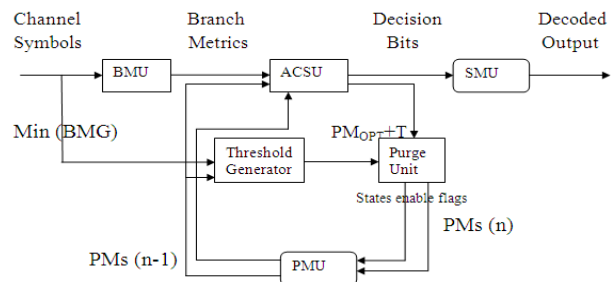 Channel
Symbols
Branch
Metrics
Decision
Bits
Decoded
Output
BMU
ACSU
SMU
Min (BMG)
PMOPT+T
Threshold
Generator
Purge
Unit
States enable flags
PMs (n)
PMs (n-1)
PMU